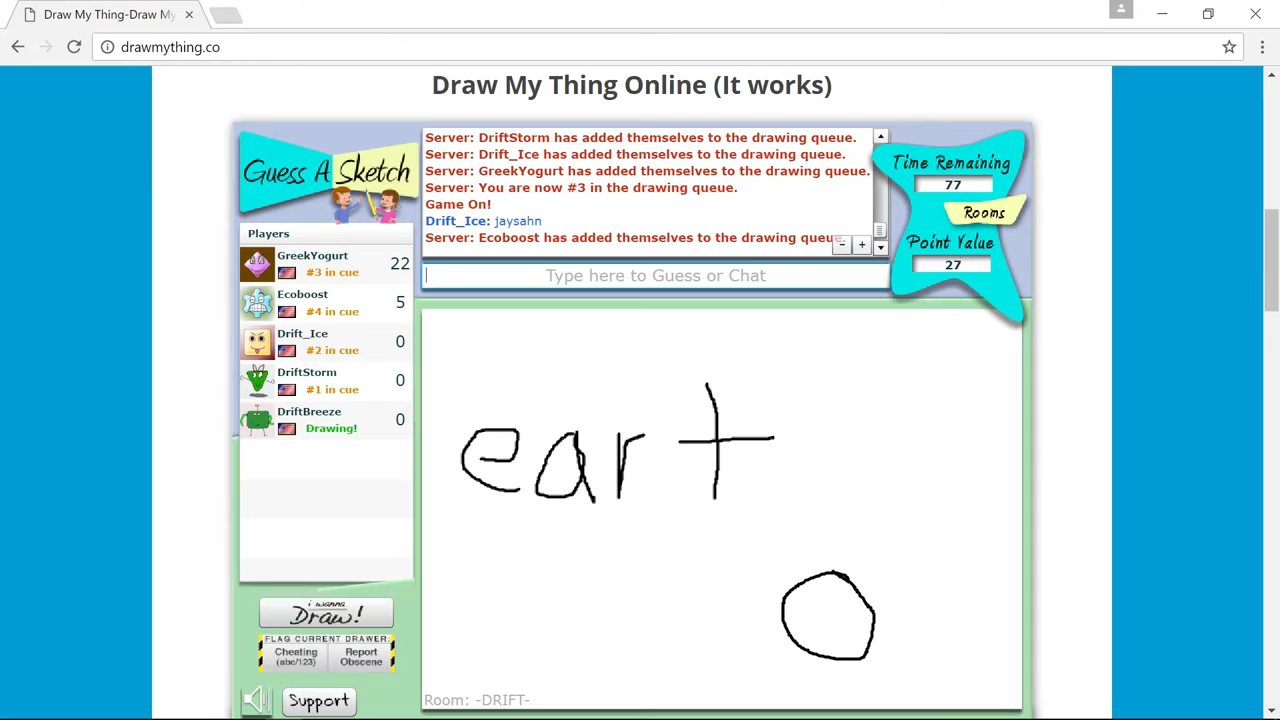 Draw My Thing-Draw My
drawmything.co
Draw My Thing Online (It works)
Guess A Sketch
Server: DriftStorm has added themselves to the drawing queue.
Server: Drift_Ice has added themselves to the drawing queue.
Server: GreekYogurt has added themselves to the drawing queue.
Server: You are now #3 in the drawing queue.
Game On!
Drift_Ice: jaysahn
Server: Ecoboost has added themselves to the drawing queue.
- +
Type here to Guess or Chat
Time Remaining
77
Rooms
Point Value
27
Players
GreekYogurt
#3 in cue
22
Ecoboost
#4 in cue
5
Drift_Ice
#2 in cue
0
DriftStorm
#1 in cue
0
DriftBreeze
Drawing!
0
eart
i wanna
Draw!
FLAG CURRENT DRAWER:
Cheating
(abc/123)
Report
Obscene
Support
Room: -DRIFT-